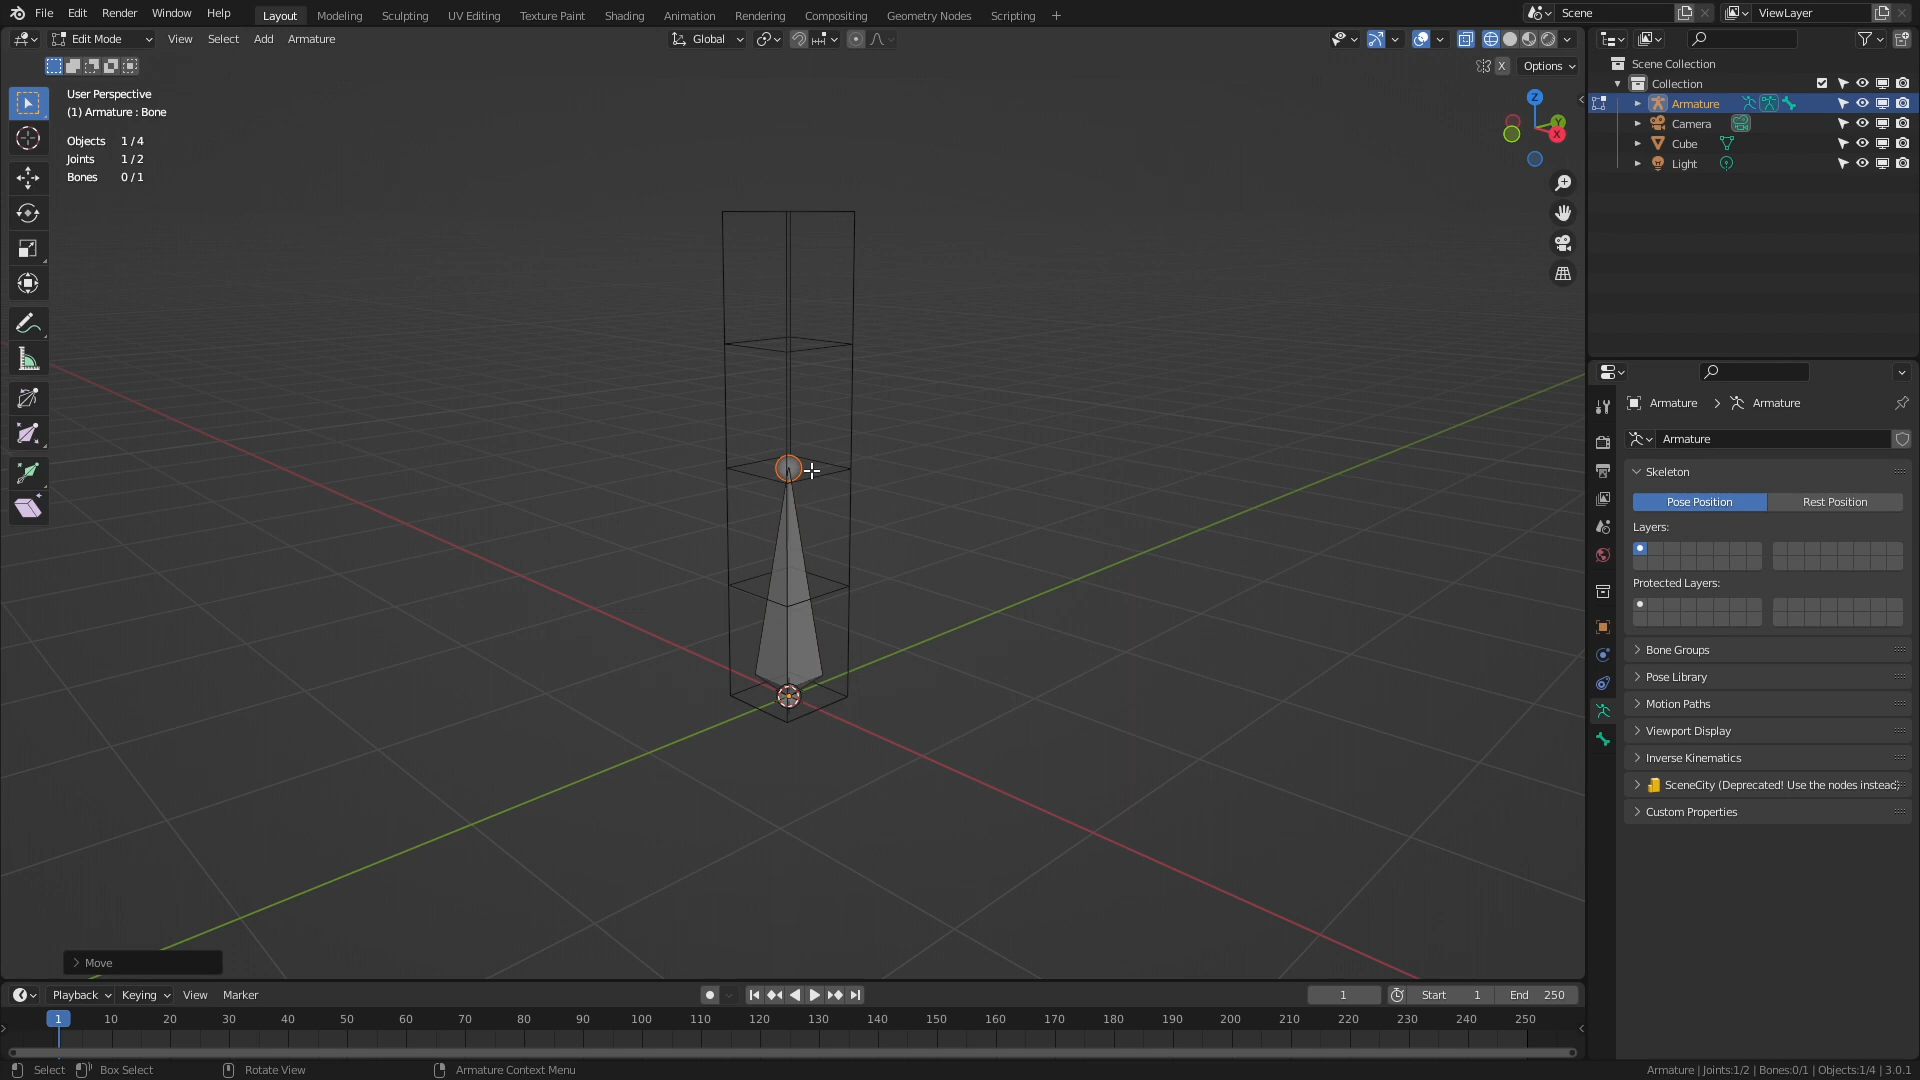 File Edit Render Window Help Layout Modeling Sculpting UV Editing Texture Paint Shading Animation Rendering Compositing Geometry Nodes Scripting + Scene ViewLayer
Edit Mode View Select Add Armature Global
X Options
User Perspective
(1) Armature : Bone
Objects 1 / 4
Joints 1 / 2
Bones 0 / 1
Z
Y
X
Scene Collection
Collection
Armature
Camera
Cube
Light
Armature Armature
Armature
Skeleton
Pose Position Rest Position
Layers:
Protected Layers:
Bone Groups
Pose Library
Motion Paths
Viewport Display
Inverse Kinematics
SceneCity (Deprecated! Use the nodes instead)
Custom Properties
Move
Playback Keying View Marker 1 Start 1 End 250
1 10 20 30 40 50 60 70 80 90 100 110 120 130 140 150 160 170 180 190 200 210 220 230 240 250
Select Box Select Rotate View Armature Context Menu Armature | Joints:1/2 | Bones:0/1 | Objects:1/4 | 3.0.1